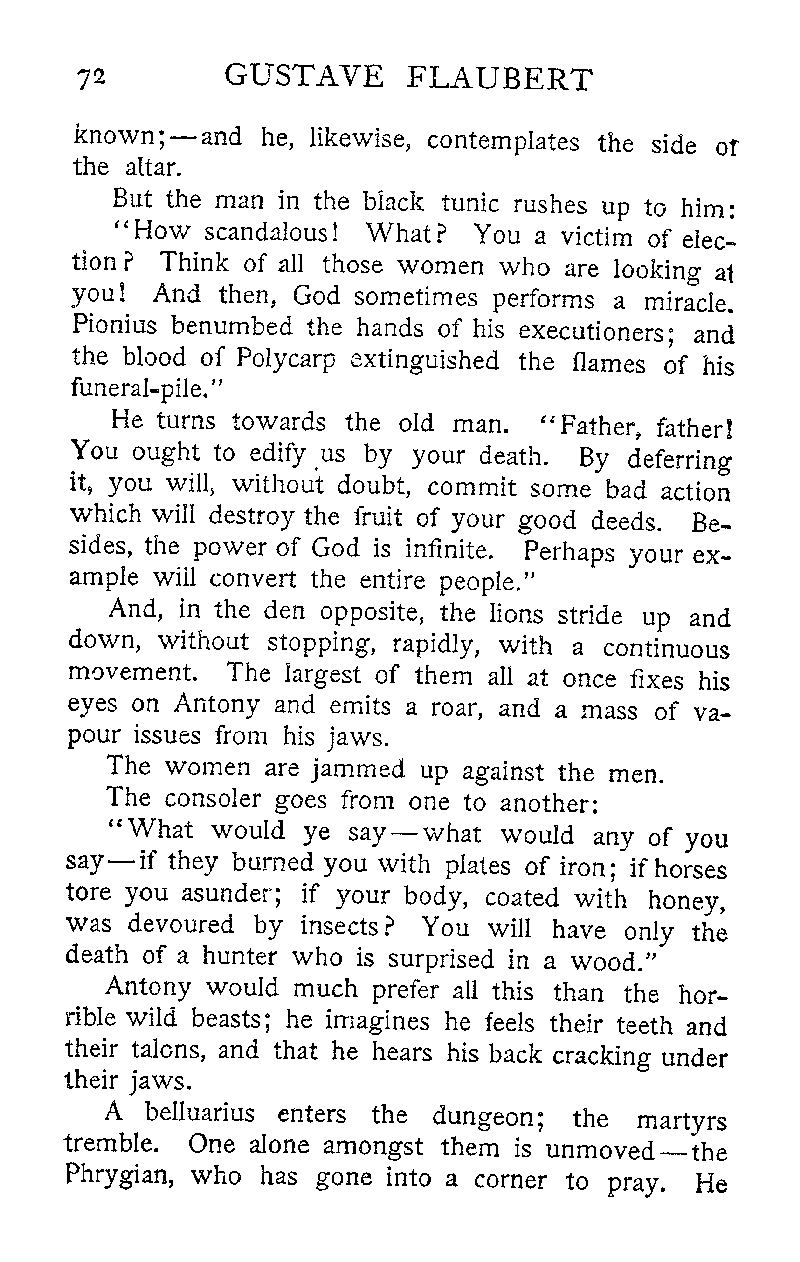 72 GUSTAVE FLAUBERT
known;—and he, likewise, contemplates the side of
the altar.
But the man in the black tunic rushes up to him:
"How scandalous! What? You a victim of elec-
tion? Think of all those women who are looking at
you! And then, God sometimes performs a miracle.
Pionius benumbed the hands of his executioners; and
the blood of Polycarp extinguished the flames of his
funeral-pile."
He turns towards the old man. "Father, father!
You ought to edify us by your death. By deferring
it, you will, without doubt, commit some bad action
which will destroy the fruit of your good deeds. Be-
sides, the power of God is infinite. Perhaps your ex-
ample will convert the entire people."
And, in the den opposite, the lions stride up and
down, without stopping, rapidly, with a continuous
movement. The largest of them all at once fixes his
eyes on Antony and emits a roar, and a mass of va-
pour issues from his jaws.
The women are jammed up against the men.
The consoler goes from one to another:
"What would ye say—what would any of you
say—if they burned you with plates of iron; if horses
tore you asunder; if your body, coated with honey,
was devoured by insects? You will have only the
death of a hunter who is surprised in a wood."
Antony would much prefer all this than the hor-
rible wild beasts; he imagines he feels their teeth and
their talons, and that he hears his back cracking under
their jaws.
A belluarius enters the dungeon; the martyrs
tremble. One alone amongst them is unmoved—the
Phrygian, who has gone into a corner to pray. He